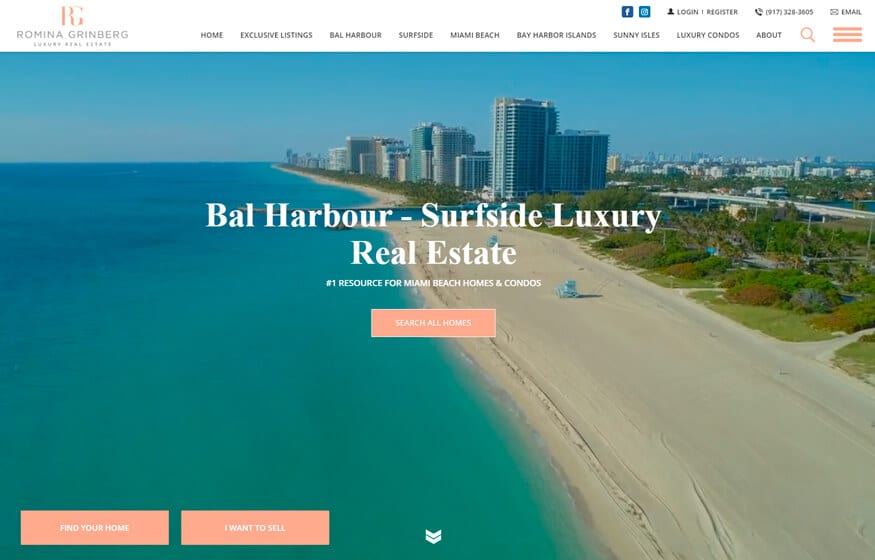 RG
ROMINA GRINBERG
LUXURY REAL ESTATE
LOGIN | REGISTER (917) 328-3605 EMAIL
HOME EXCLUSIVE LISTINGS BAL HARBOUR SURFSIDE MIAMI BEACH BAY HARBOR ISLANDS SUNNY ISLES LUXURY CONDOS ABOUT
Bal Harbour - Surfside Luxury
Real Estate
#1 RESOURCE FOR MIAMI BEACH HOMES & CONDOS
SEARCH ALL HOMES
FIND YOUR HOME I WANT TO SELL